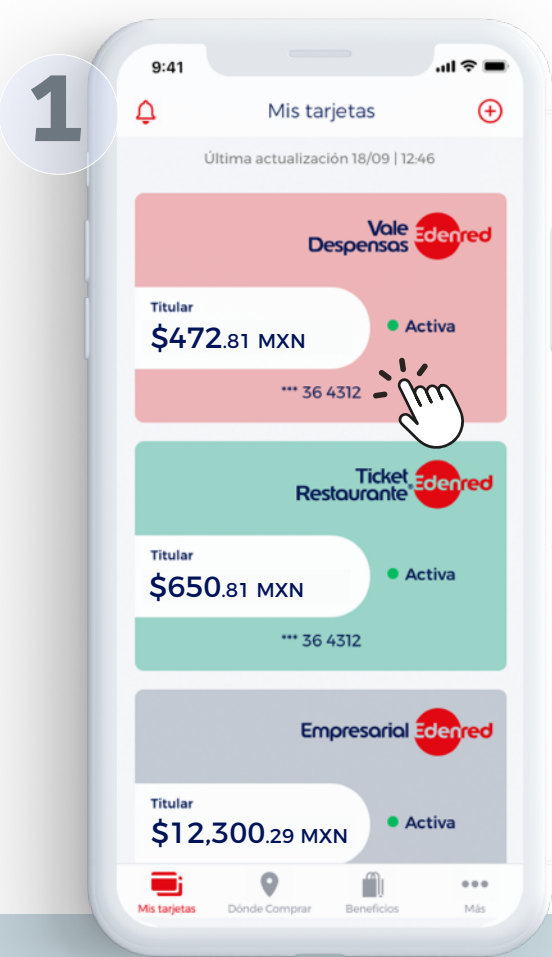 1
9:41
Mis tarjetas
Última actualización 18/09 | 12:46
Vale
Despensas
Edenred
Titular
$472.81 MXN
Activa
*** 36 4312
Ticket
Restaurante®
Edenred
Titular
$650.81 MXN
Activa
*** 36 4312
Empresarial Edenred
Titular
$12,300.29 MXN
Activa
Mis tarjetas
Dónde Comprar
Beneficios
Más